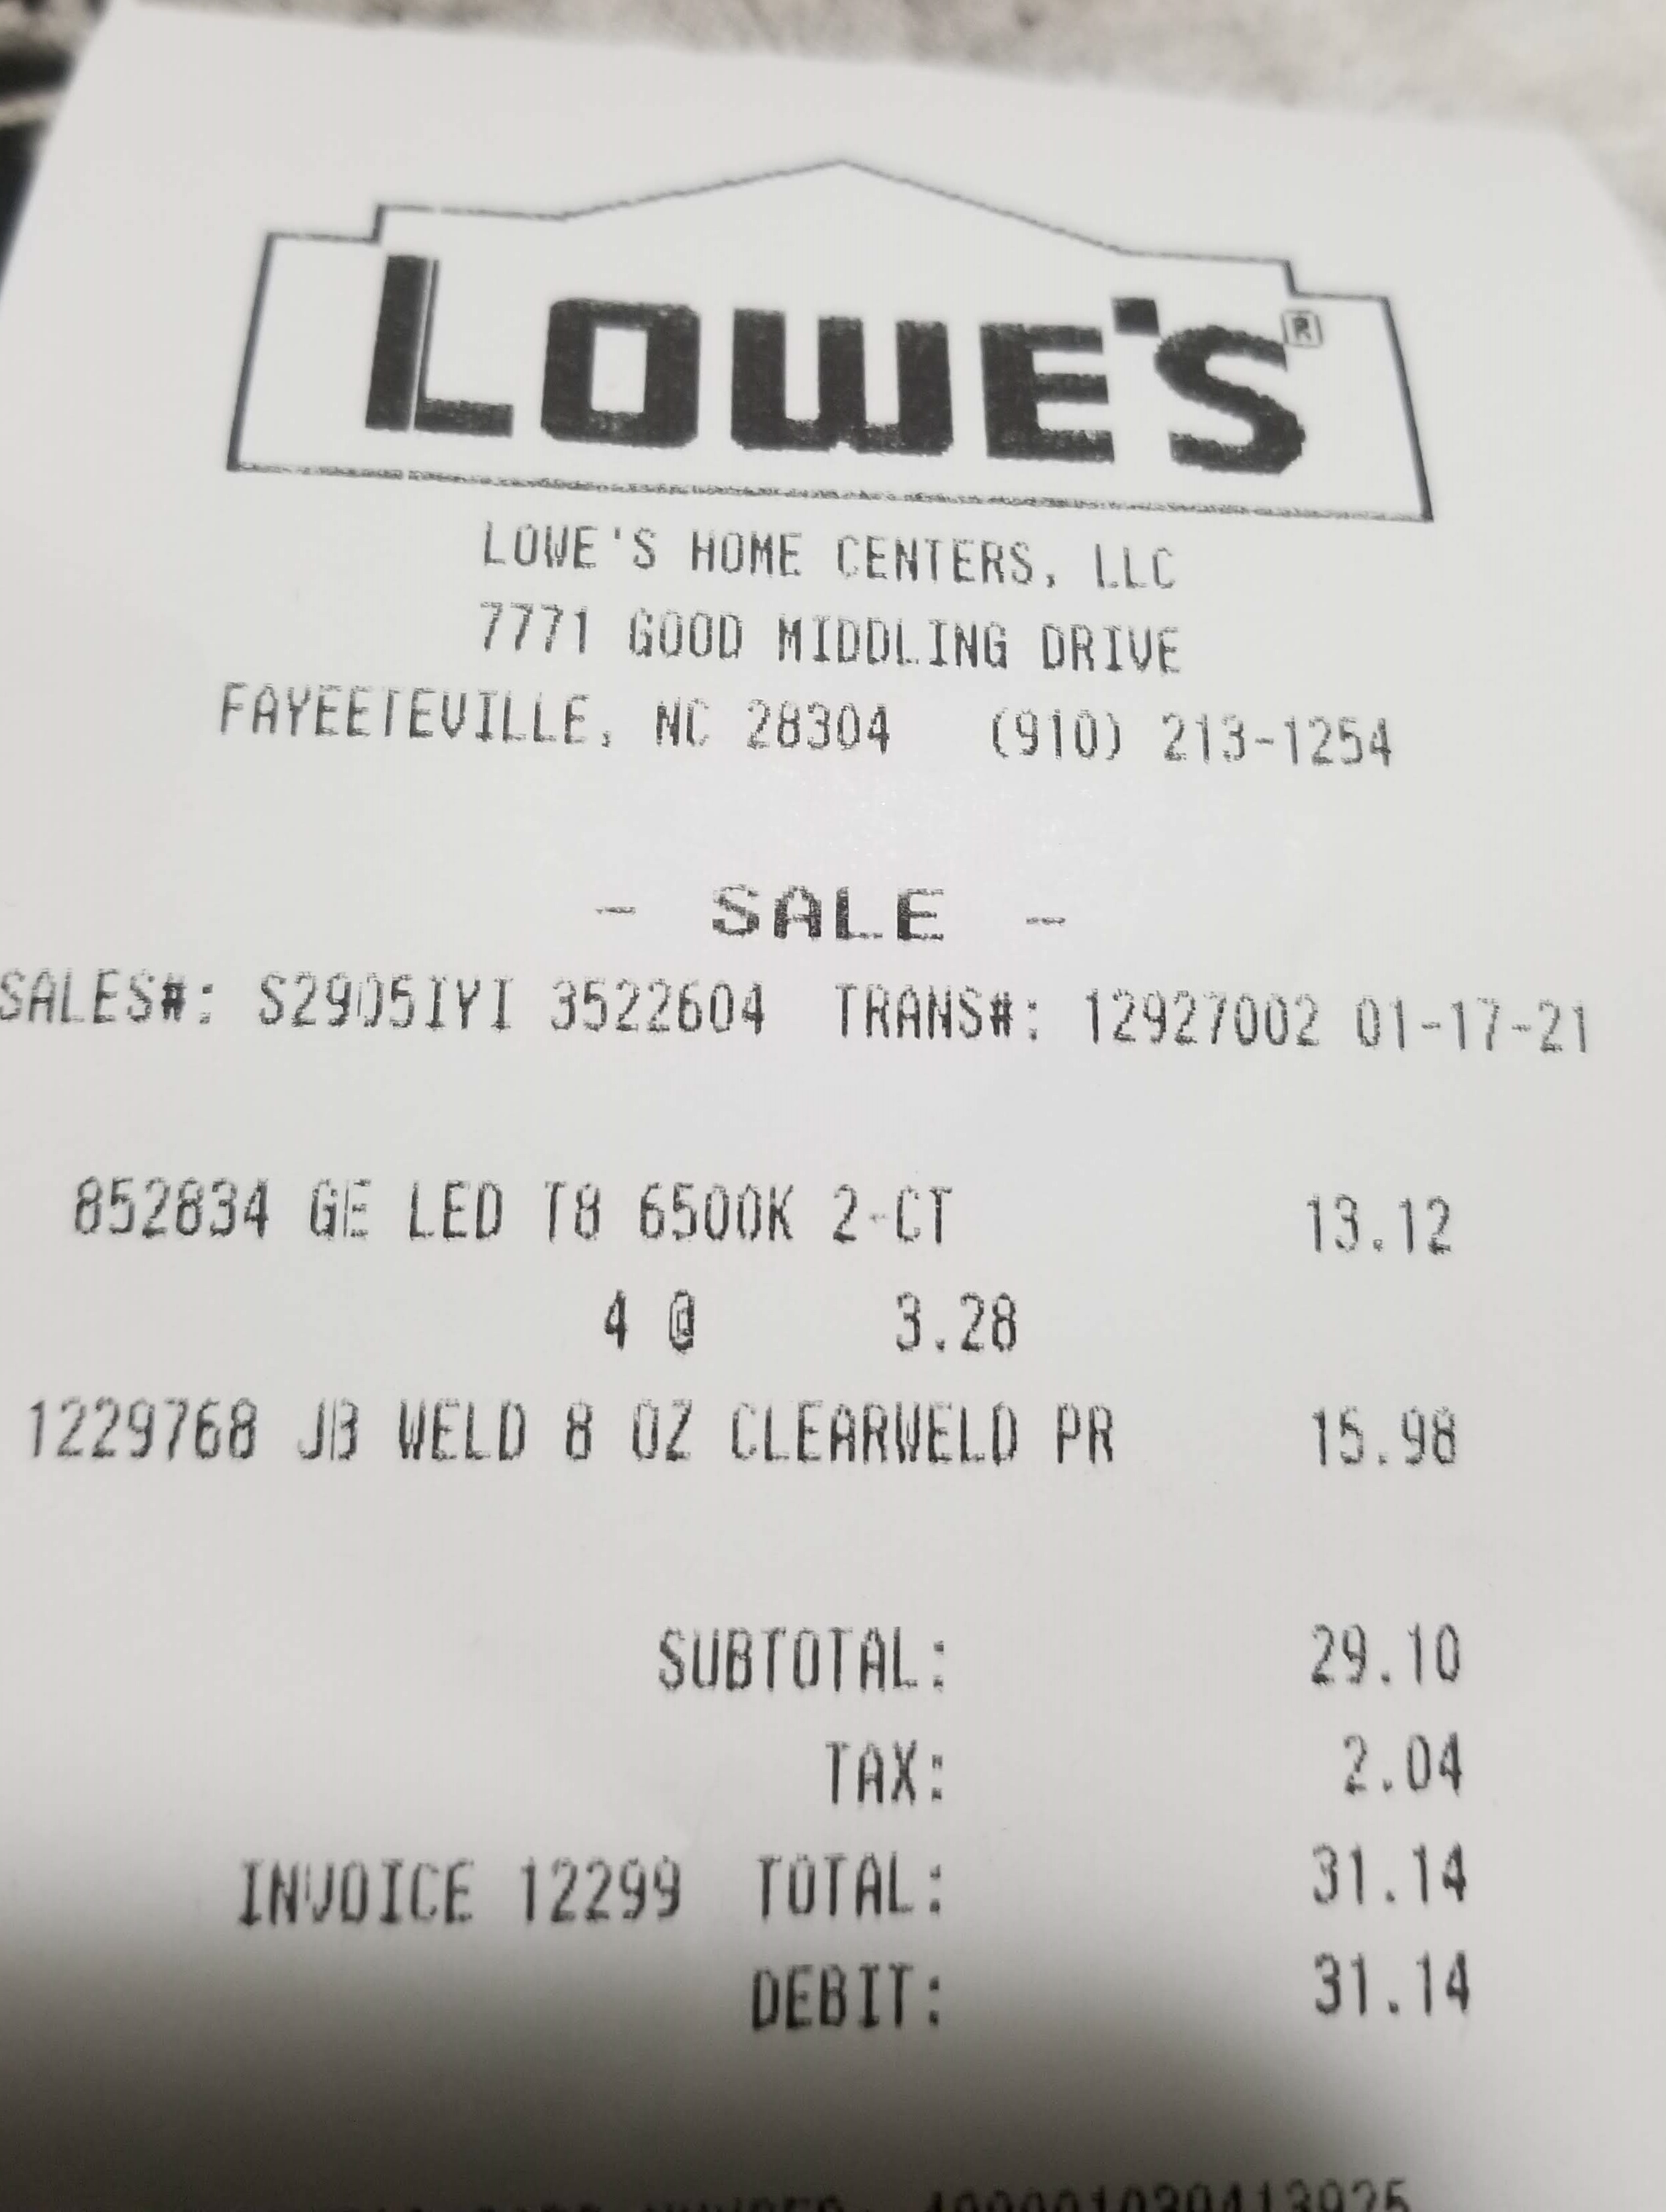 LOWE'S®
LOWE'S HOME CENTERS, LLC
7771 GOOD MIDDLING DRIVE
FAYEETEVILLE, NC 28304 (910) 213-1254
- SALE -
SALES#: S2905IYI 3522604 TRANS#: 12927002 01-17-21
852834 GE LED T8 6500K 2-CT 13.12
4 @ 3.28
1229768 JB WELD 8 OZ CLEARWELD PR 15.98
SUBTOTAL: 29.10
TAX: 2.04
INVOICE 12299 TOTAL: 31.14
DEBIT: 31.14